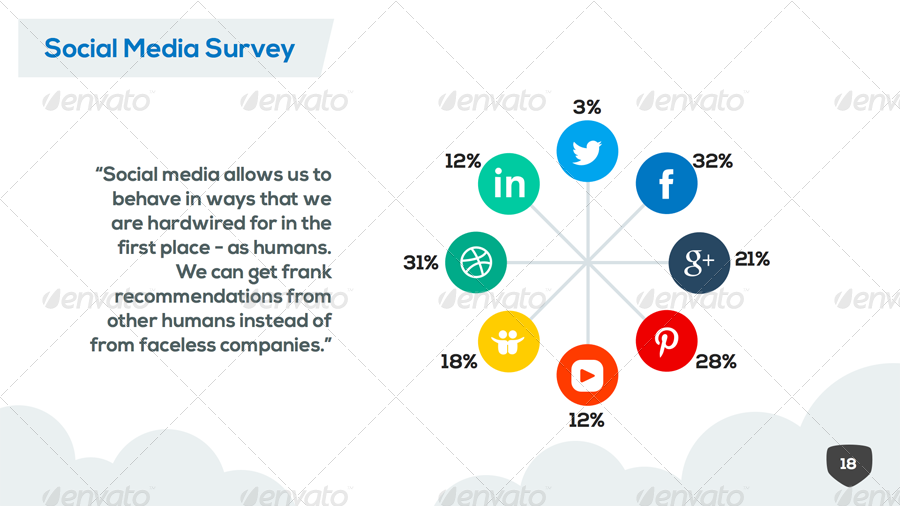 Social Media Survey
“Social media allows us to
behave in ways that we
are hardwired for in the
first place - as humans.
We can get frank
recommendations from
other humans instead of
from faceless companies.”
3%
12%
in
32%
f
31%
g+
21%
18%
28%
12%
18
envato
envato
envato
envato
envato
envato
envato
envato
envato
envato
envato
envato